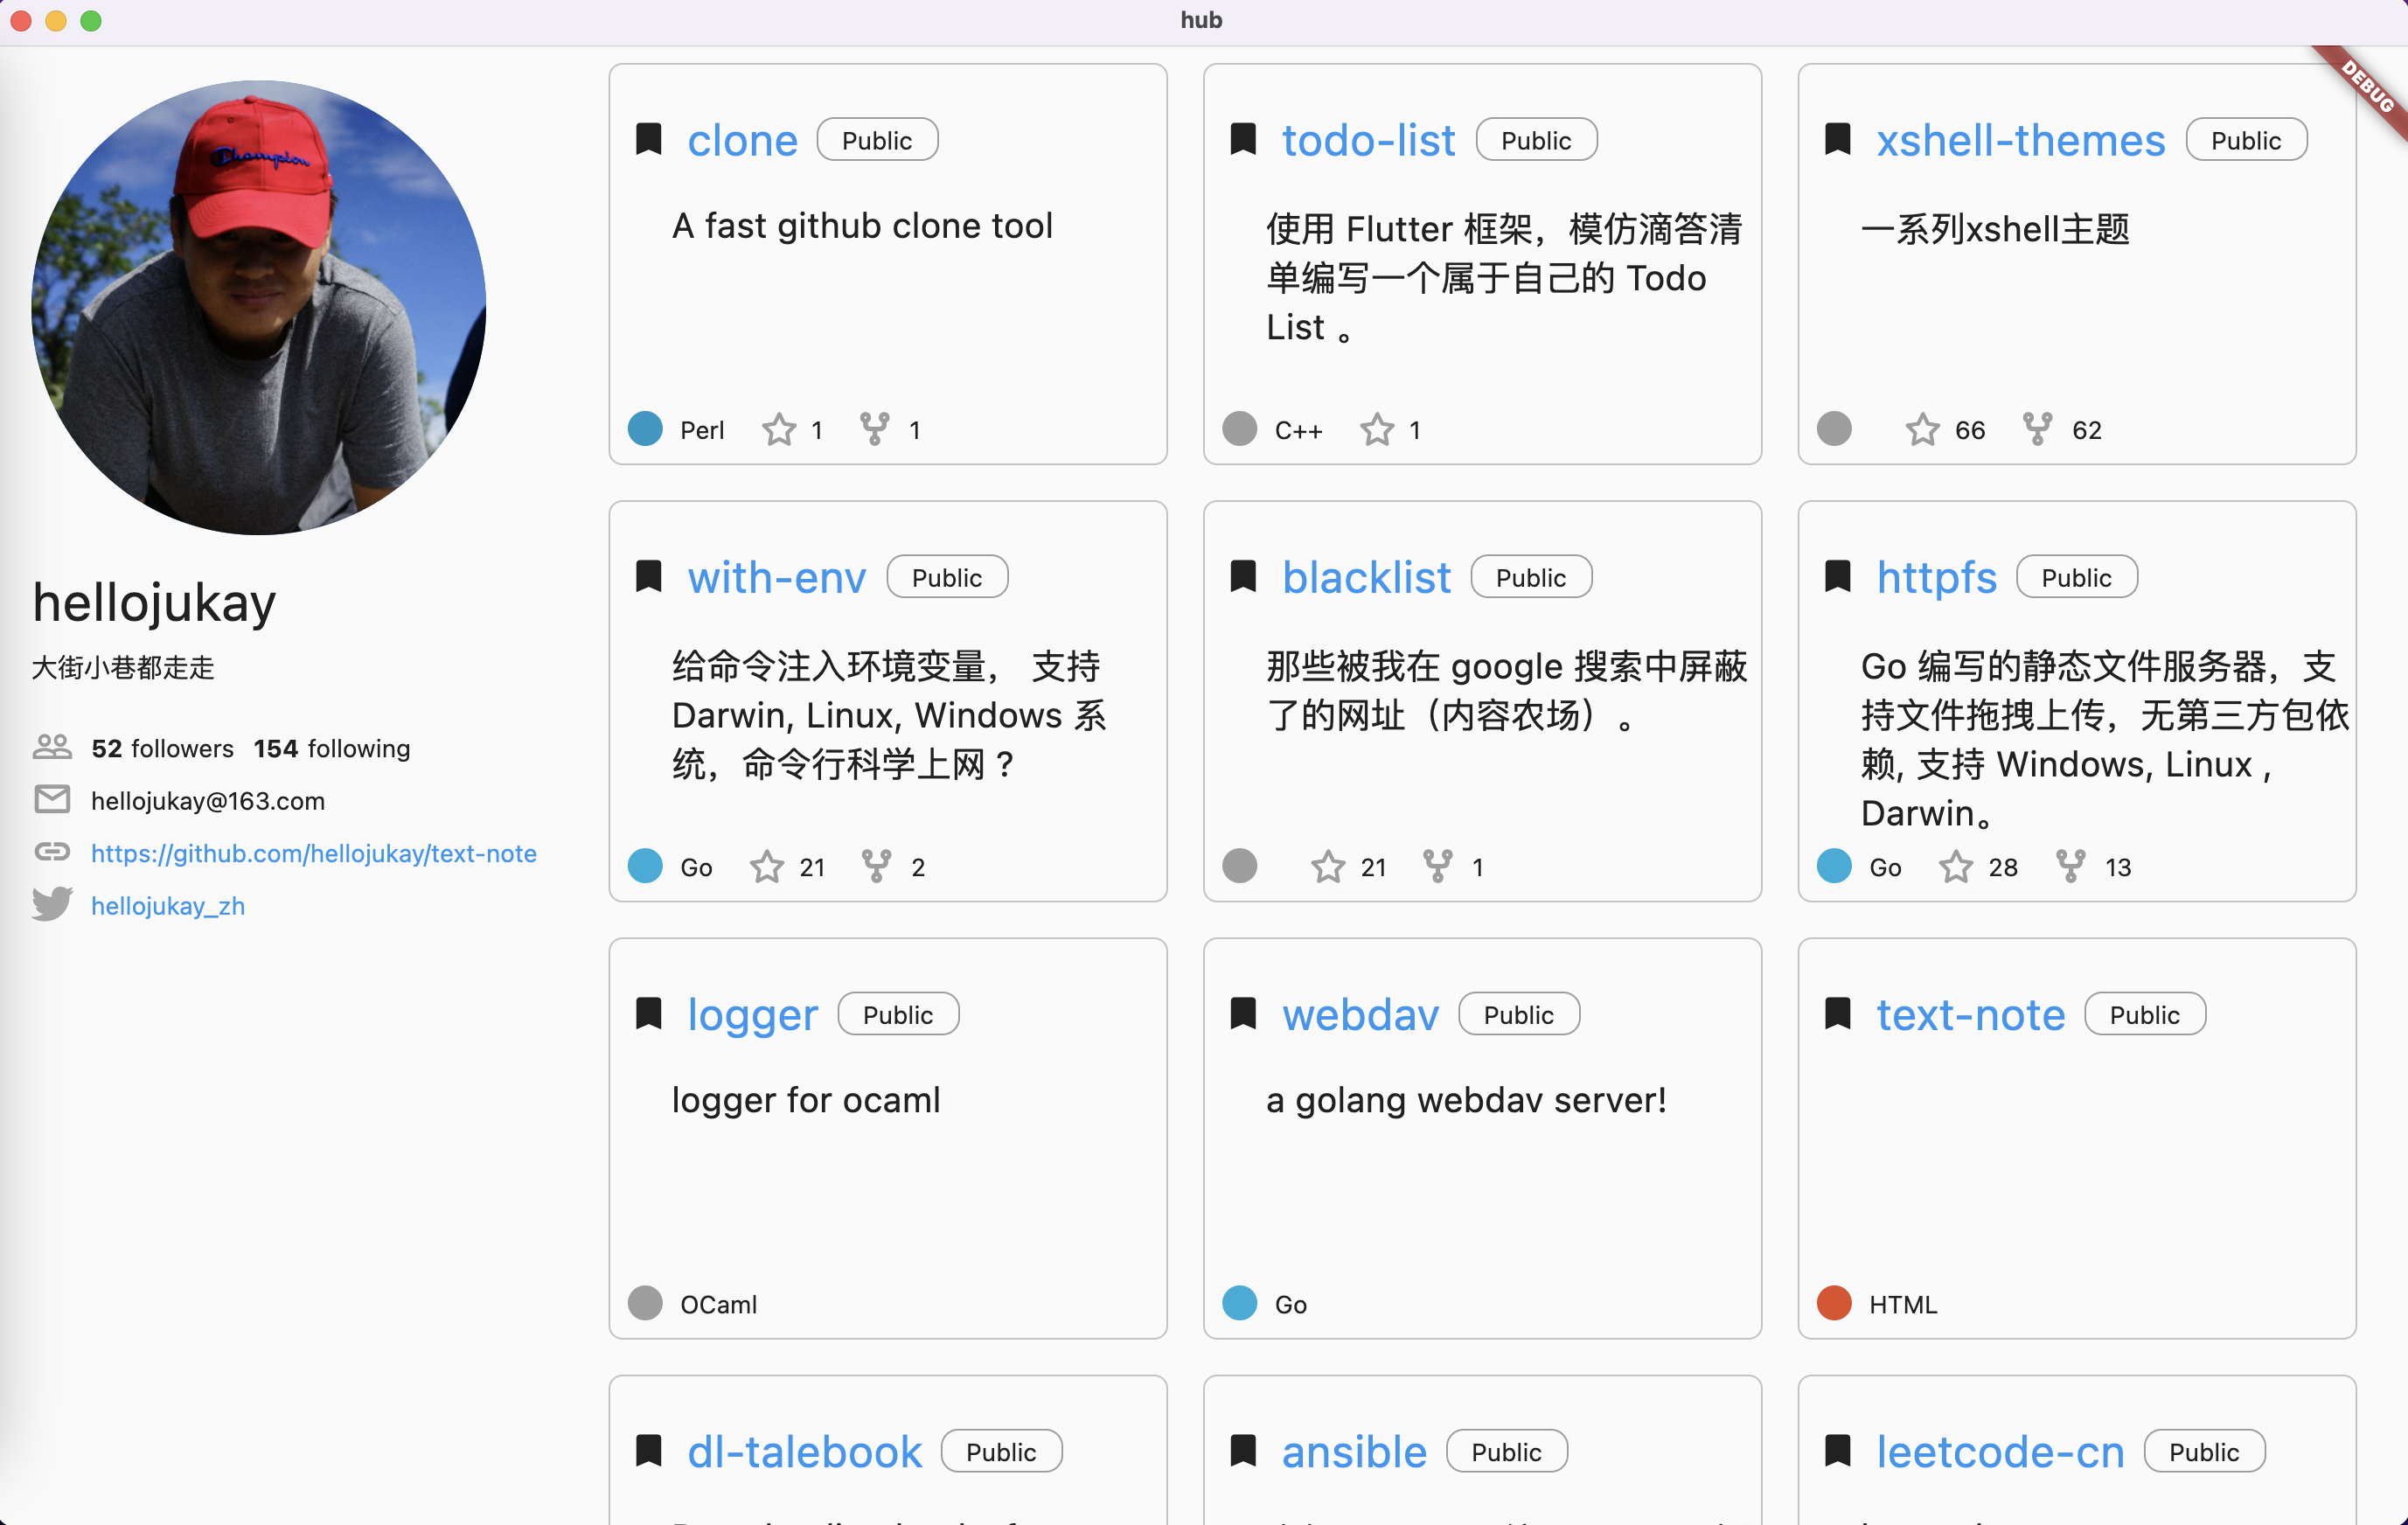 hub
DEBUG
Champion
hellojukay
大街小巷都走走
52 followers 154 following
hellojukay@163.com
https://github.com/hellojukay/text-note
hellojukay_zh
clone Public
A fast github clone tool
Perl 1 1
todo-list Public
使用 Flutter 框架，模仿滴答清
单编写一个属于自己的 Todo
List 。
C++ 1
xshell-themes Public
一系列xshell主题
66 62
with-env Public
给命令注入环境变量， 支持
Darwin, Linux, Windows 系
统，命令行科学上网 ?
Go 21 2
blacklist Public
那些被我在 google 搜索中屏蔽
了的网址（内容农场）。
21 1
httpfs Public
Go 编写的静态文件服务器，支
持文件拖拽上传，无第三方包依
赖, 支持 Windows, Linux ,
Darwin。
Go 28 13
logger Public
logger for ocaml
OCaml
webdav Public
a golang webdav server!
Go
text-note Public
HTML
dl-talebook Public
ansible Public
leetcode-cn Public